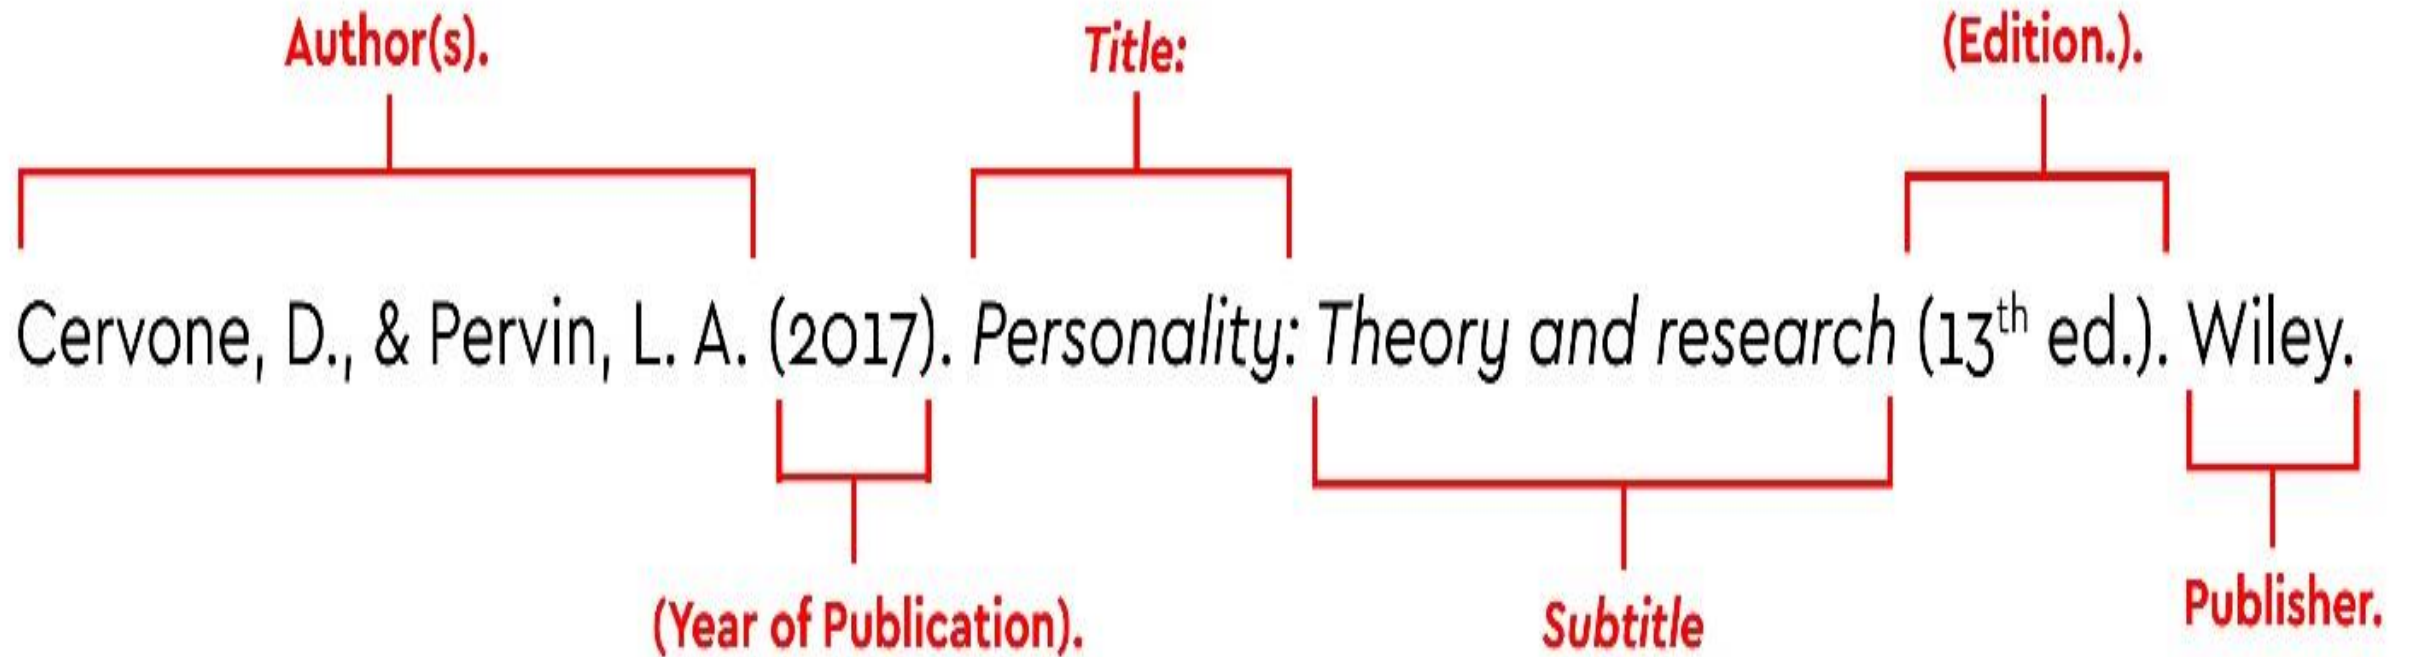 Author(s). Title: (Edition.).
Cervone, D., & Pervin, L. A. (2017). Personality: Theory and research (13th ed.). Wiley.
(Year of Publication). Subtitle Publisher.